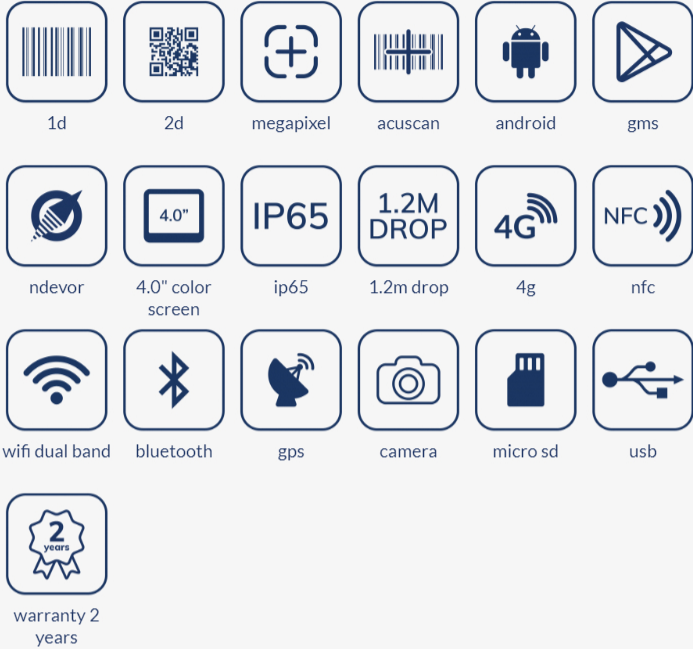 1d
2d
megapixel
acuscan
android
gms
4.0”
IP65
1.2M
DROP
4G
NFC
ndevor
4.0" color
screen
ip65
1.2m drop
4g
nfc
wifi dual band
bluetooth
gps
camera
micro sd
usb
2
years
warranty 2
years